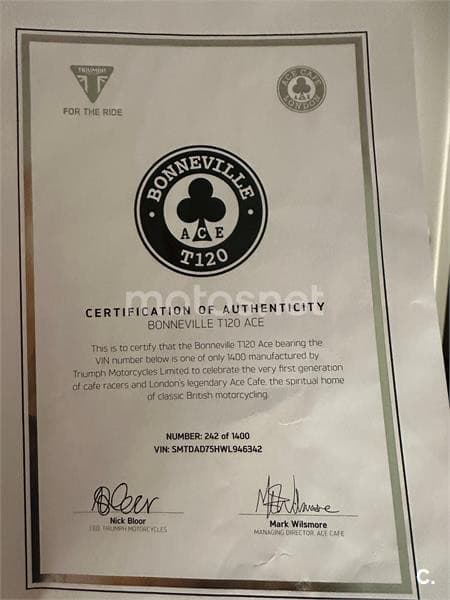 TRIUMPH
FOR THE RIDE
ACE CAFE
LONDON
BONNEVILLE
ACE
T120
motosnet
CERTIFICATION OF AUTHENTICITY
BONNEVILLE T120 ACE
This is to certify that the Bonneville T120 Ace bearing the
VIN number below is one of only 1400 manufactured by
Triumph Motorcycles Limited to celebrate the very first generation
of cafe racers and London's legendary Ace Cafe, the spiritual home
of classic British motorcycling.
NUMBER: 242 of 1400
VIN: SMTDAD75HWL946342
Nick Bloor
CEO, TRIUMPH MOTORCYCLES
Mark Wilsmore
MANAGING DIRECTOR, ACE CAFE
C.